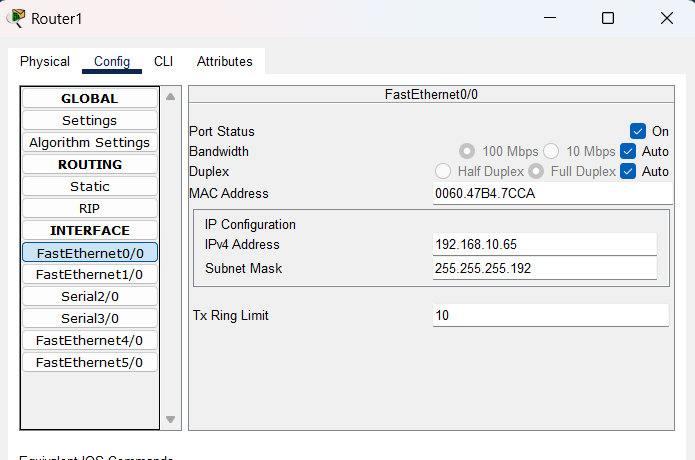 Router1
Physical Config CLI Attributes
GLOBAL
Settings
Algorithm Settings
ROUTING
Static
RIP
INTERFACE
FastEthernet0/0
FastEthernet1/0
Serial2/0
Serial3/0
FastEthernet4/0
FastEthernet5/0
FastEthernet0/0
Port Status On
Bandwidth 100 Mbps 10 Mbps Auto
Duplex Half Duplex Full Duplex Auto
MAC Address 0060.47B4.7CCA
IP Configuration
IPv4 Address 192.168.10.65
Subnet Mask 255.255.255.192
Tx Ring Limit 10
Equivalent IOS Commands